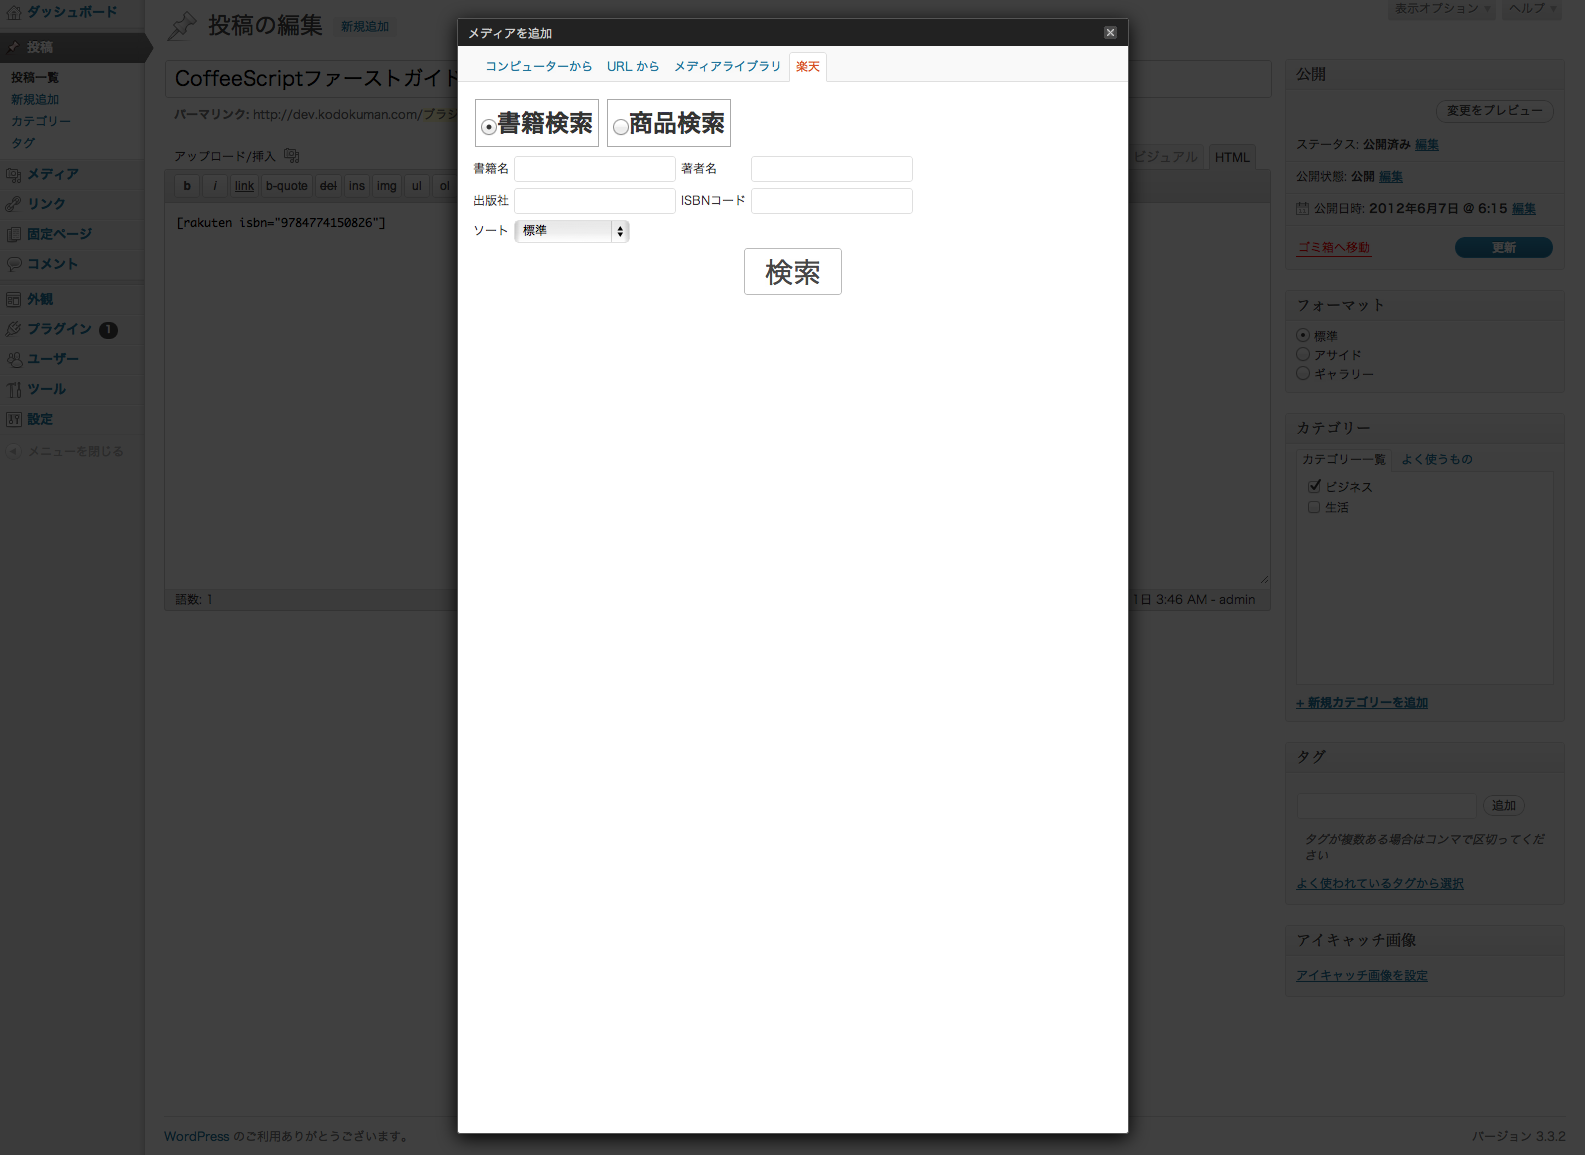 ダッシュボード
投稿
投稿一覧
新規追加
カテゴリー
タグ
メディア
リンク
固定ページ
コメント
外観
プラグイン 1
ユーザー
ツール
設定
メニューを閉じる
投稿の編集 新規追加
表示オプション ヘルプ
CoffeeScriptファーストガイド
パーマリンク: http://dev.kodokuman.com/ブラシ
アップロード/挿入
ビジュアル HTML
b i link b-quote del ins img ul ol
[rakuten isbn="9784774150826"]
語数: 1
1日 3:46 AM - admin
メディアを追加
コンピューターから URL から メディアライブラリ 楽天
書籍検索 商品検索
書籍名 著者名
出版社 ISBNコード
ソート 標準
検索
公開
変更をプレビュー
ステータス: 公開済み 編集
公開状態: 公開 編集
公開日時: 2012年6月7日 @ 6:15 編集
ゴミ箱へ移動 更新
フォーマット
標準
アサイド
ギャラリー
カテゴリー
カテゴリー一覧 よく使うもの
ビジネス
生活
+ 新規カテゴリーを追加
タグ
追加
タグが複数ある場合はコンマで区切ってくだ
さい
よく使われているタグから選択
アイキャッチ画像
アイキャッチ画像を設定
WordPress のご利用ありがとうございます。
バージョン 3.3.2